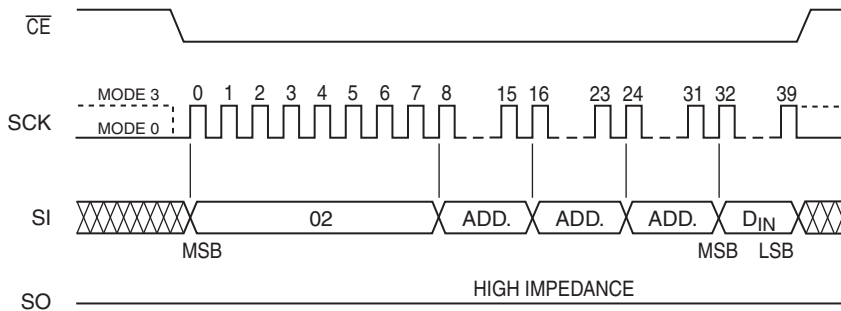 CE
MODE 3
0 1 2 3 4 5 6 7 8 15 16 23 24 31 32 39
SCK
MODE 0
SI
02 ADD. ADD. ADD. DIN
MSB MSB LSB
HIGH IMPEDANCE
SO